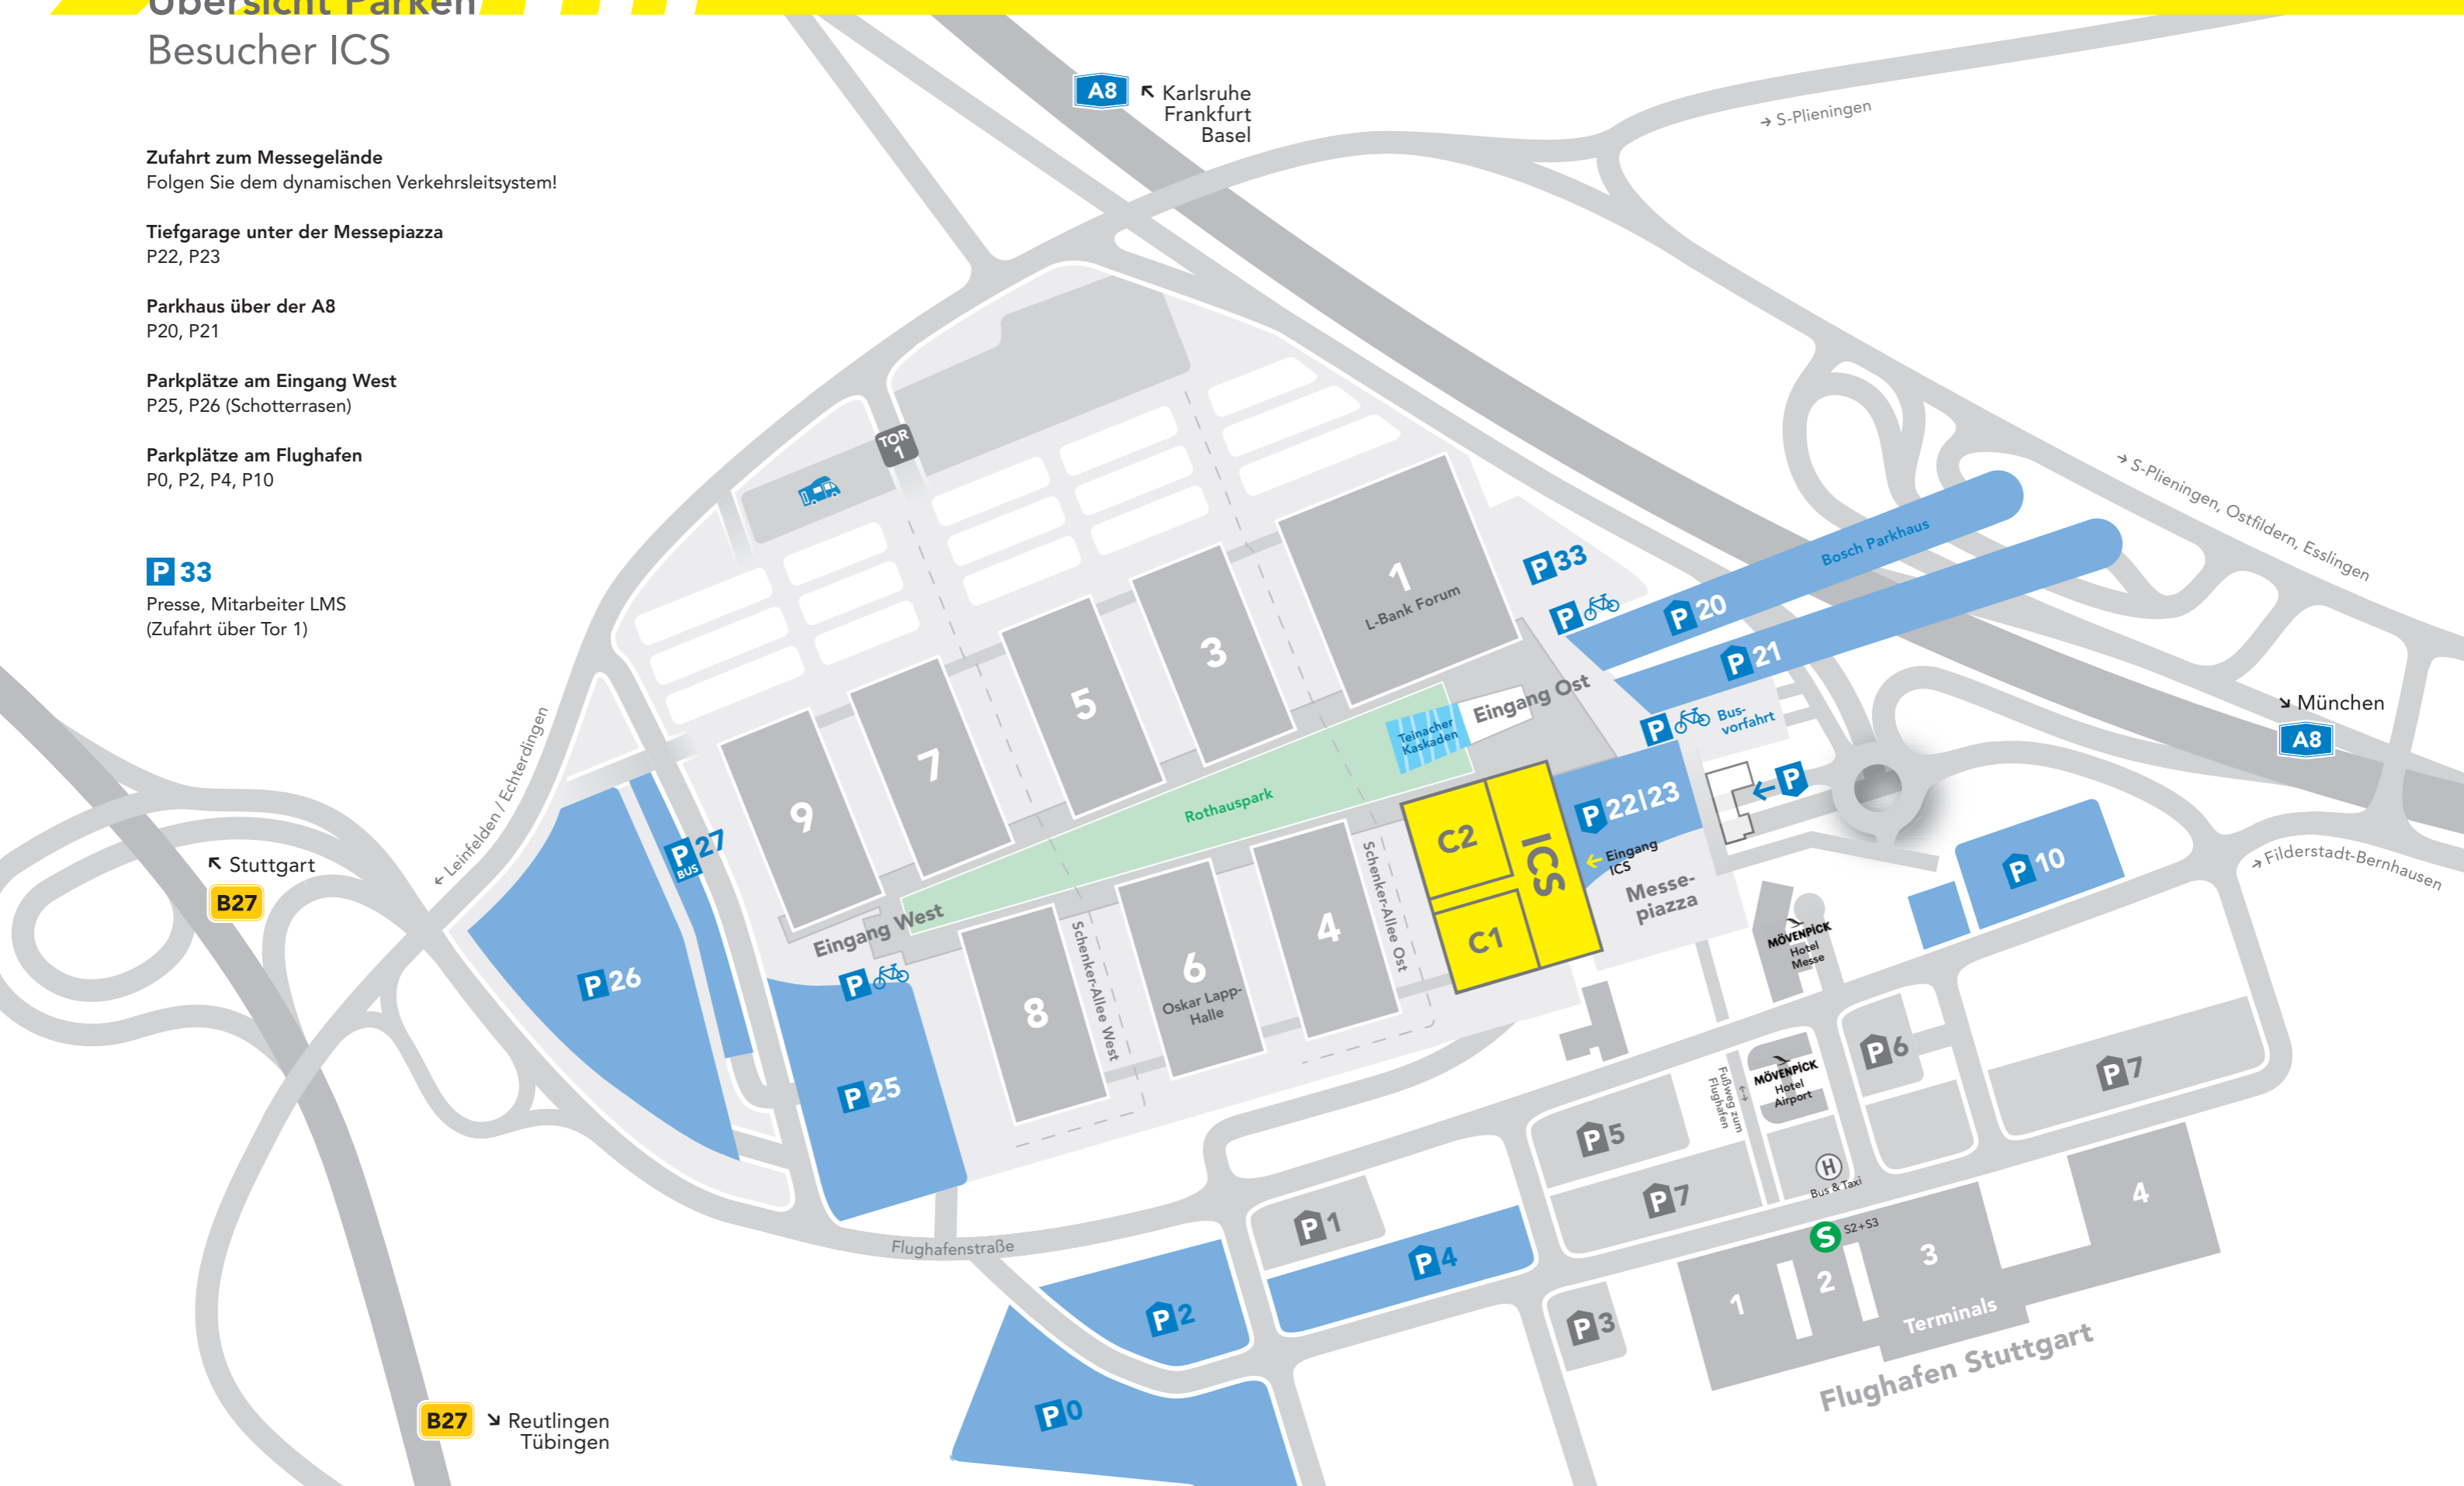 Übersicht Parken
Besucher ICS
Zufahrt zum Messegelände
Folgen Sie dem dynamischen Verkehrsleitsystem!
Tiefgarage unter der Messepiazza
P22, P23
Parkhaus über der A8
P20, P21
Parkplätze am Eingang West
P25, P26 (Schotterrasen)
Parkplätze am Flughafen
P0, P2, P4, P10
P 33
Presse, Mitarbeiter LMS
(Zufahrt über Tor 1)
A8 ↖ Karlsruhe
Frankfurt
Basel
→ S-Plieningen
→ S-Plieningen, Ostfildern, Esslingen
TOR
1
Bosch Parkhaus
P 33
P
P 20
P 21
1
L-Bank Forum
3
5
7
9
Eingang Ost
Teinacher
Kaskaden
Rothauspark
P
Bus-
vorfahrt
↘ München
A8
P 22|23
← P
← Eingang
ICS
Messe-
piazza
C2
ICS
C1
P 10
→ Filderstadt-Bernhausen
← Leinfelden / Echterdingen
↖ Stuttgart
B27
P 27
BUS
P 26
Eingang West
P
P 25
8
Schenker-Allee West
6
Oskar Lapp-
Halle
4
Schenker-Allee Ost
MÖVENPICK
Hotel
Messe
MÖVENPICK
Hotel
Airport
Fußweg zum
Flughafen
P 6
P 7
P 5
P 7
H
Bus & Taxi
S S2+S3
P 1
P 4
P 3
P 2
P 0
Flughafenstraße
1
2
3
4
Terminals
Flughafen Stuttgart
B27 ↘ Reutlingen
Tübingen